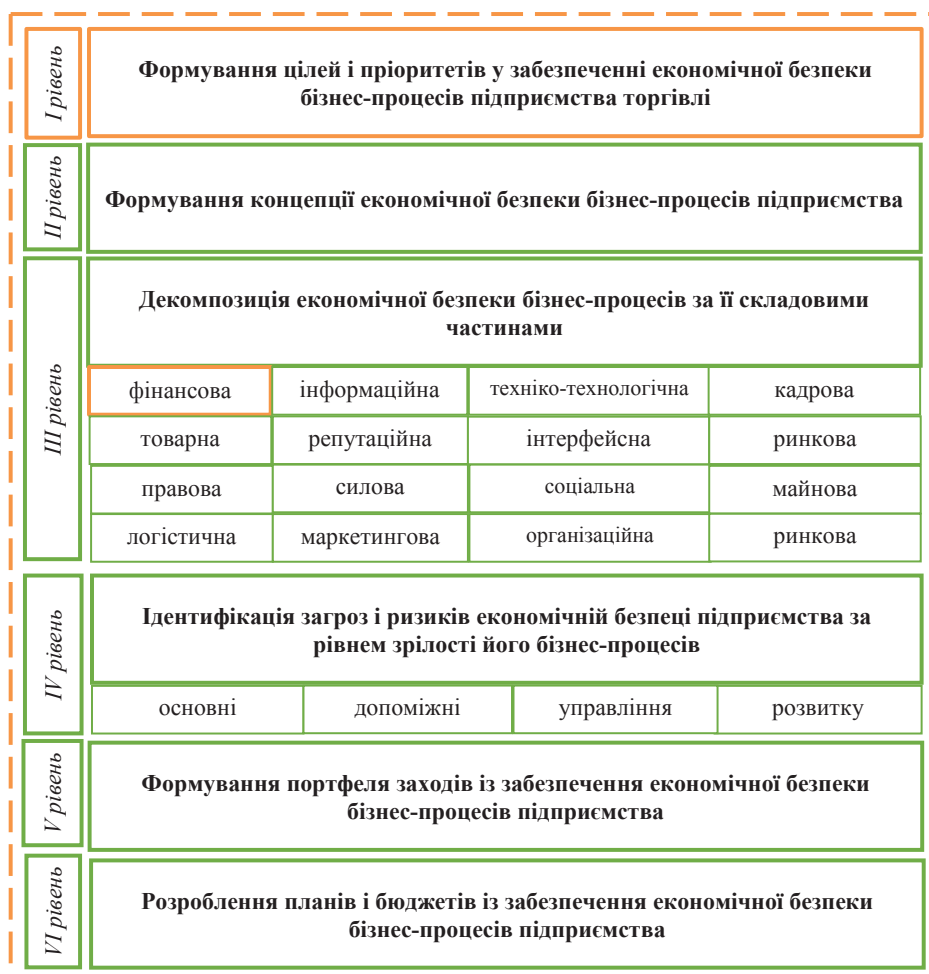 I рівень
Формування цілей і пріоритетів у забезпеченні економічної безпеки
бізнес-процесів підприємства торгівлі
II рівень
Формування концепції економічної безпеки бізнес-процесів підприємства
III рівень
Декомпозиція економічної безпеки бізнес-процесів за її складовими
частинами
фінансова інформаційна техніко-технологічна кадрова
товарна репутаційна інтерфейсна ринкова
правова силова соціальна майнова
логістична маркетингова організаційна ринкова
IV рівень
Ідентифікація загроз і ризиків економічній безпеці підприємства за
рівнем зрілості його бізнес-процесів
основні допоміжні управління розвитку
V рівень
Формування портфеля заходів із забезпечення економічної безпеки
бізнес-процесів підприємства
VI рівень
Розроблення планів і бюджетів із забезпечення економічної безпеки
бізнес-процесів підприємства